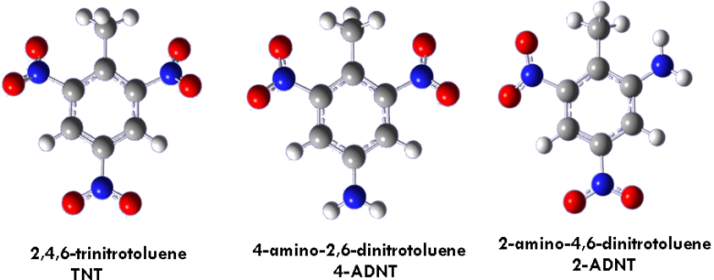 2,4,6-trinitrotoluene
TNT
4-amino-2,6-dinitrotoluene
4-ADNT
2-amino-4,6-dinitrotoluene
2-ADNT